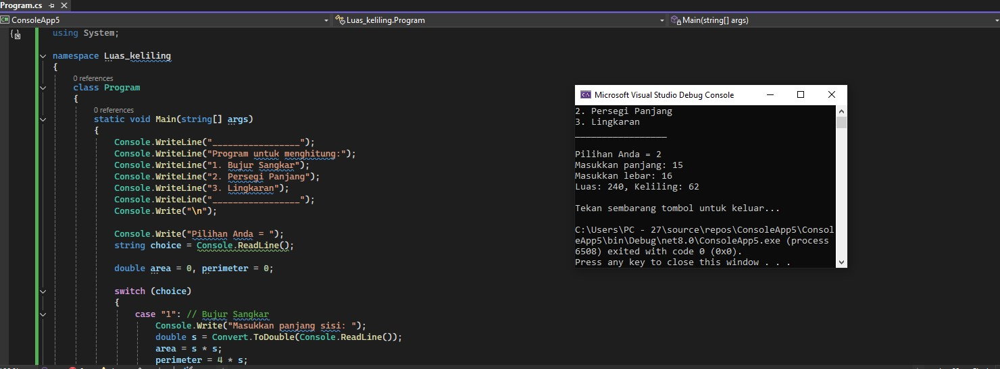 Program.cs
C# ConsoleApp5
Luas_keliling.Program
Main(string[] args)
using System;
namespace Luas_keliling
{
0 references
class Program
{
0 references
static void Main(string[] args)
{
Console.WriteLine("_________________");
Console.WriteLine("Program untuk menghitung:");
Console.WriteLine("1. Bujur Sangkar");
Console.WriteLine("2. Persegi Panjang");
Console.WriteLine("3. Lingkaran");
Console.WriteLine("_________________");
Console.Write("\n");
Console.Write("Pilihan Anda = ");
string choice = Console.ReadLine();
double area = 0, perimeter = 0;
switch (choice)
{
case "1": // Bujur Sangkar
Console.Write("Masukkan panjang sisi: ");
double s = Convert.ToDouble(Console.ReadLine());
area = s * s;
perimeter = 4 * s;
C:\ Microsoft Visual Studio Debug Console
2. Persegi Panjang
3. Lingkaran
_________________
Pilihan Anda = 2
Masukkan panjang: 15
Masukkan lebar: 16
Luas: 240, Keliling: 62
Tekan sembarang tombol untuk keluar...
C:\Users\PC - 27\source\repos\ConsoleApp5\Consol
eApp5\bin\Debug\net8.0\ConsoleApp5.exe (process
6508) exited with code 0 (0x0).
Press any key to close this window . . .